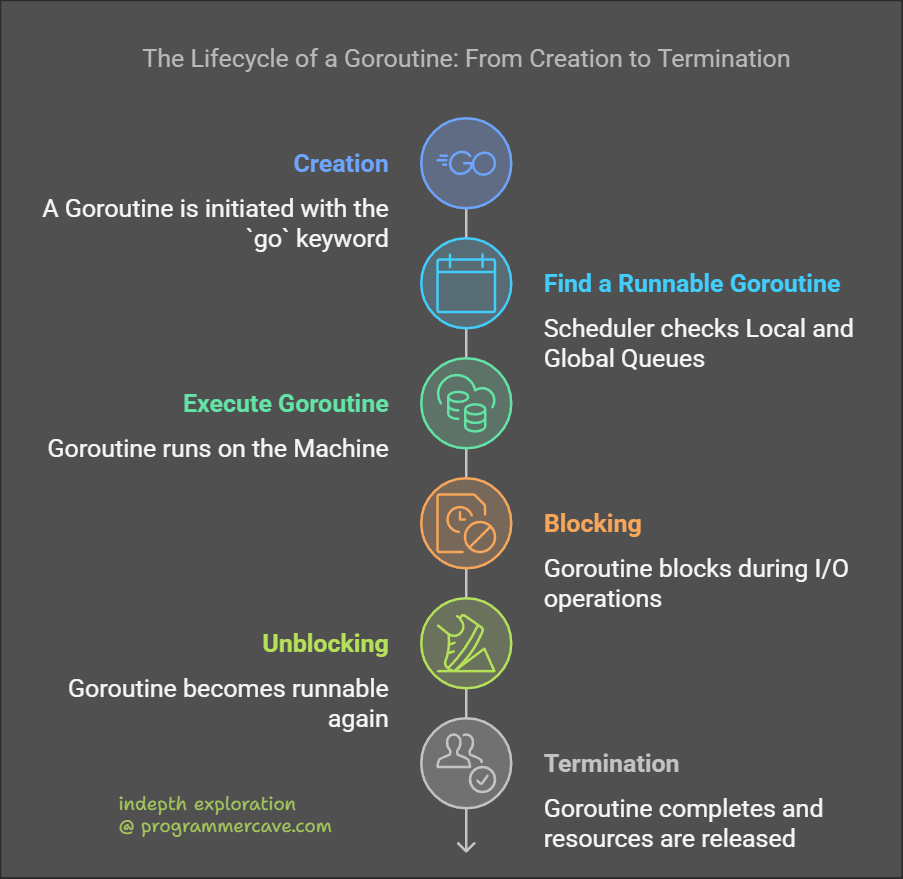 The Lifecycle of a Goroutine: From Creation to Termination
GO
Creation
A Goroutine is initiated with the
`go` keyword
Find a Runnable Goroutine
Scheduler checks Local and
Global Queues
Execute Goroutine
Goroutine runs on the Machine
Blocking
Goroutine blocks during I/O
operations
Unblocking
Goroutine becomes runnable
again
Termination
Goroutine completes and
resources are released
indepth exploration
@ programmercave.com